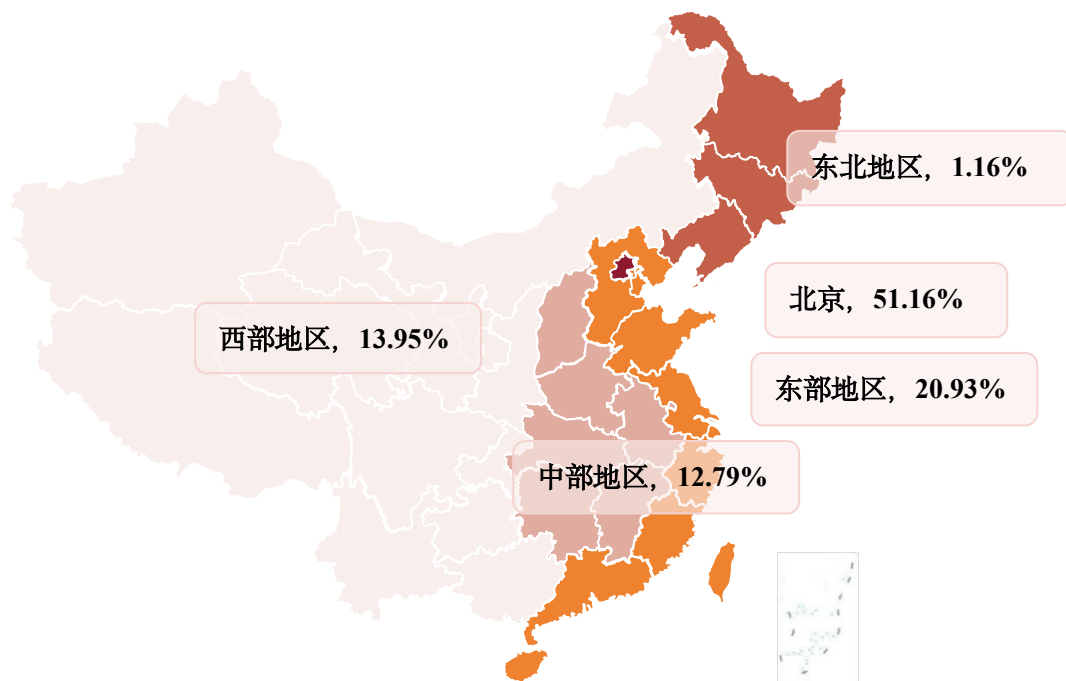 东北地区，1.16%
北京，51.16%
西部地区，13.95%
东部地区，20.93%
中部地区，12.79%